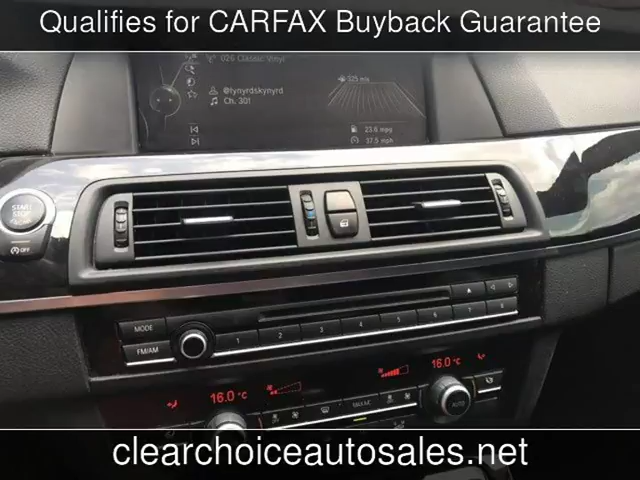 Qualifies for CARFAX Buyback Guarantee
026 Classic Vinyl
@lynyrdskynyrd
Ch. 301
325 mls
23.6 mpg
37.5 mph
START
STOP
OFF
MODE
1 2 3 4 5 6 7 8
FM/AM
16.0 °C
16.0 °C
AUTO
clearchoiceautosales.net